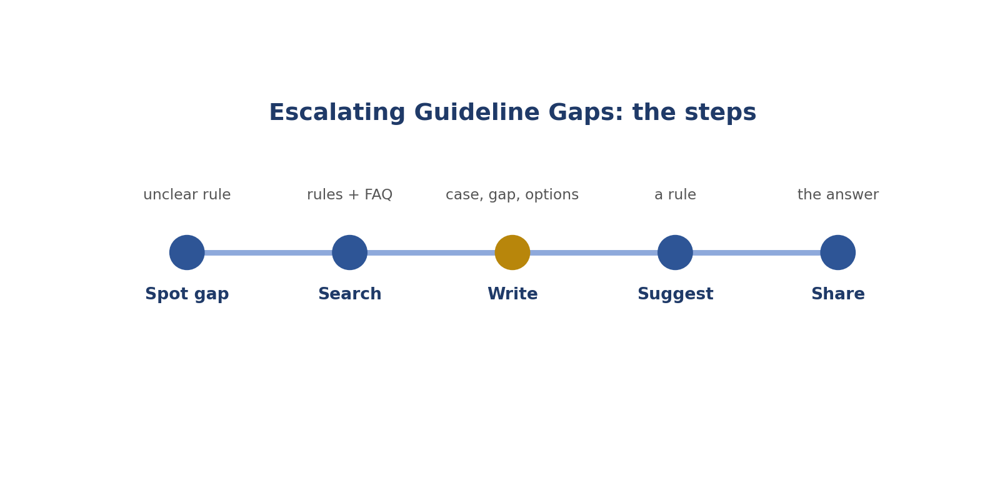 Escalating Guideline Gaps: the steps
unclear rule
rules + FAQ
case, gap, options
a rule
the answer
Spot gap
Search
Write
Suggest
Share